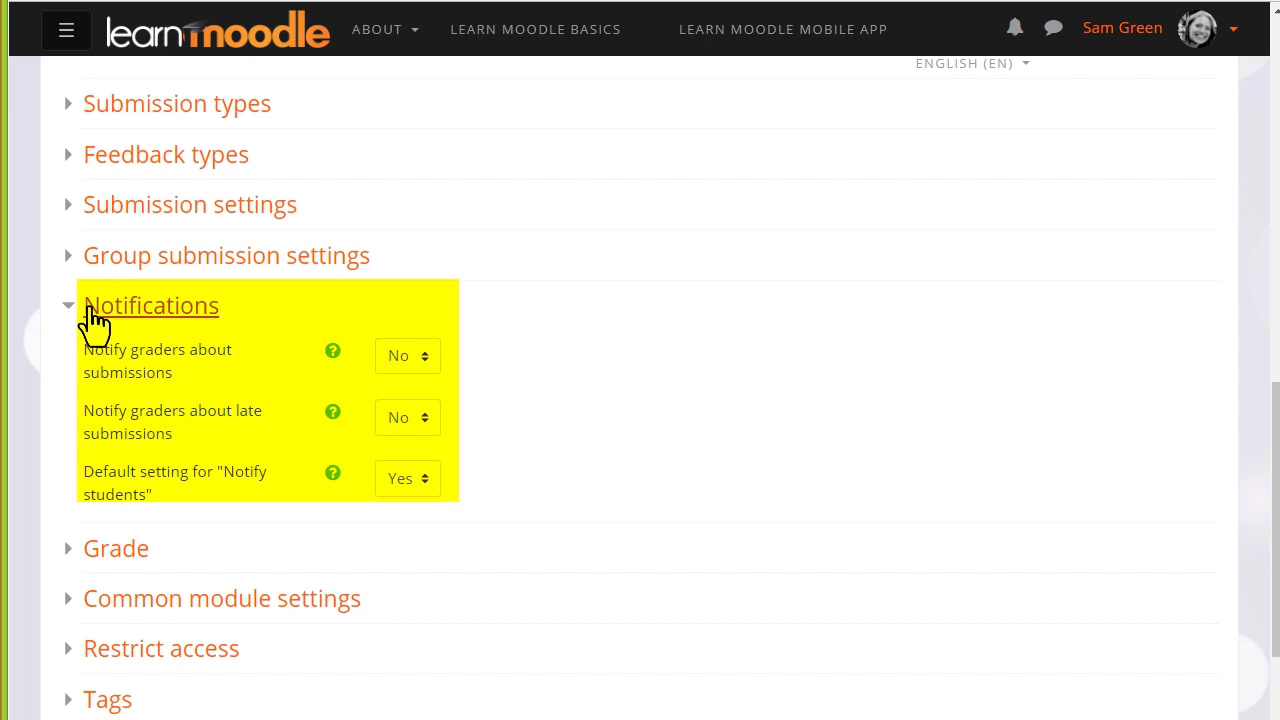 learn moodle ABOUT LEARN MOODLE BASICS LEARN MOODLE MOBILE APP Sam Green
ENGLISH (EN)
Submission types
Feedback types
Submission settings
Group submission settings
Notifications
Notify graders about
submissions
No
Notify graders about late
submissions
No
Default setting for "Notify
students"
Yes
Grade
Common module settings
Restrict access
Tags